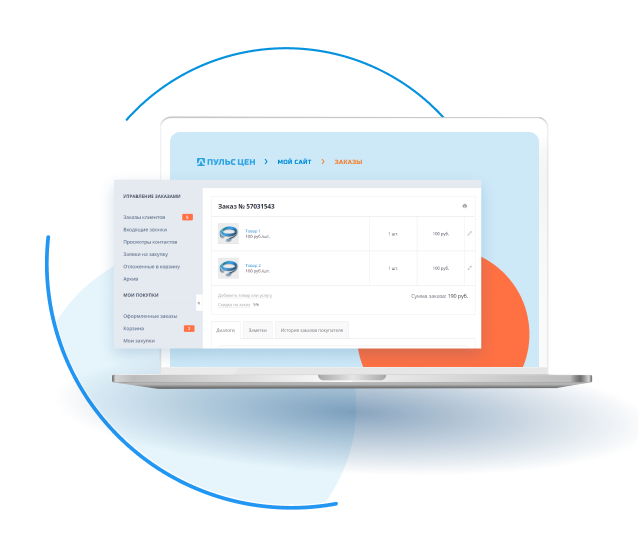 ПУЛЬС ЦЕН > МОЙ САЙТ > ЗАКАЗЫ
УПРАВЛЕНИЕ ЗАКАЗАМИ
Заказы клиентов
Входящие звонки
Просмотры контактов
Заявки на закупку
Отложенные в корзину
Архив
МОИ ПОКУПКИ
Оформленные заказы
Корзина
Мои закупки
Заказ № 57031543
Товар 1
100 руб./шт.
1 шт.
100 руб.
Товар 2
100 руб./шт.
1 шт.
100 руб.
Добавить товар или услугу
Скидка на заказ 5%
Сумма заказа: 190 руб.
Диалоги
Заметки
История заказов покупателя